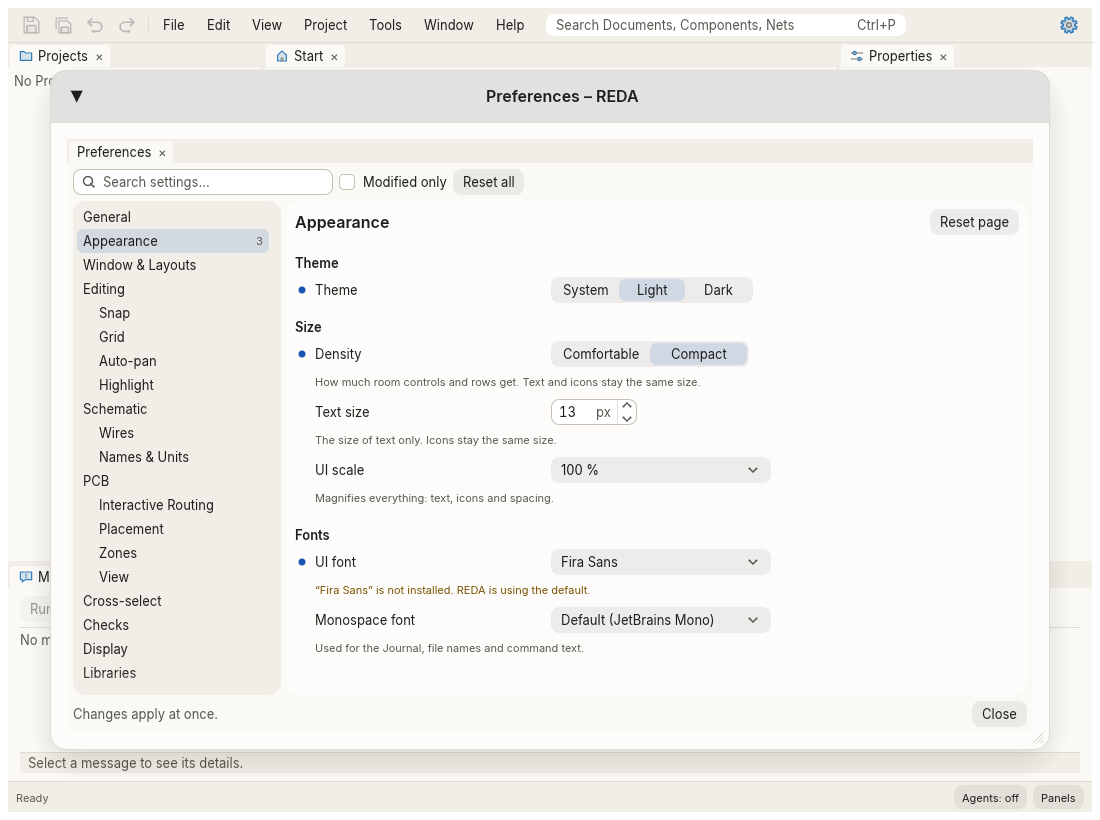 File Edit View Project Tools Window Help Search Documents, Components, Nets Ctrl+P
Projects × Start × Properties ×
No Pro
Preferences – REDA
Preferences ×
Search settings... Modified only Reset all
General
Appearance 3
Window & Layouts
Editing
Snap
Grid
Auto-pan
Highlight
Schematic
Wires
Names & Units
PCB
Interactive Routing
Placement
Zones
View
Cross-select
Checks
Display
Libraries
Appearance Reset page
Theme
Theme System Light Dark
Size
Density Comfortable Compact
How much room controls and rows get. Text and icons stay the same size.
Text size 13 px
The size of text only. Icons stay the same size.
UI scale 100 %
Magnifies everything: text, icons and spacing.
Fonts
UI font Fira Sans
“Fira Sans” is not installed. REDA is using the default.
Monospace font Default (JetBrains Mono)
Used for the Journal, file names and command text.
Changes apply at once. Close
M
Run
No m
Select a message to see its details.
Ready Agents: off Panels